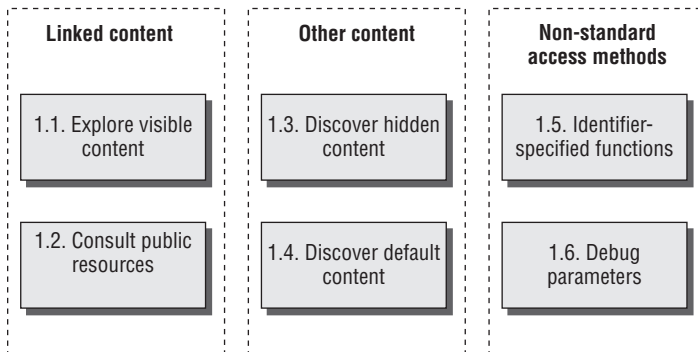 Linked content
1.1. Explore visible
content
1.2. Consult public
resources
Other content
1.3. Discover hidden
content
1.4. Discover default
content
Non-standard
access methods
1.5. Identifier-
specified functions
1.6. Debug
parameters